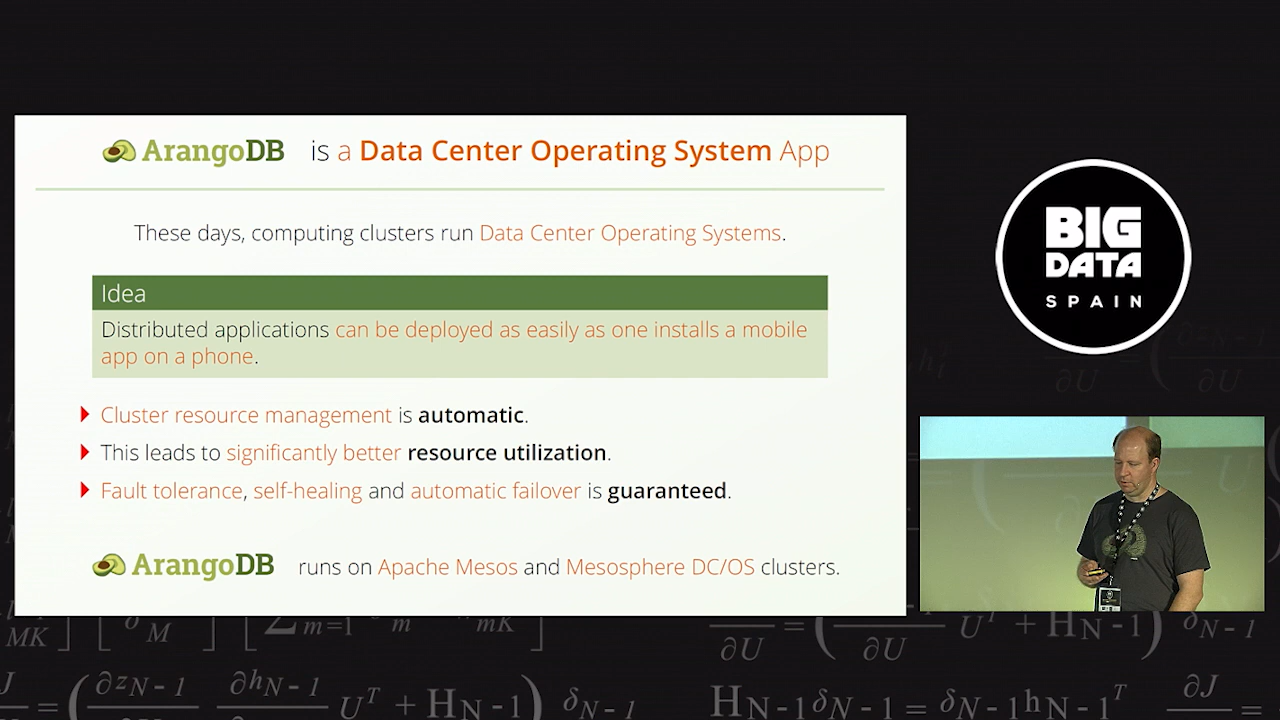 ArangoDB is a Data Center Operating System App
These days, computing clusters run Data Center Operating Systems.
Idea
Distributed applications can be deployed as easily as one installs a mobile
app on a phone.
Cluster resource management is automatic.
This leads to significantly better resource utilization.
Fault tolerance, self-healing and automatic failover is guaranteed.
ArangoDB runs on Apache Mesos and Mesosphere DC/OS clusters.
BIG
DATA
SPAIN